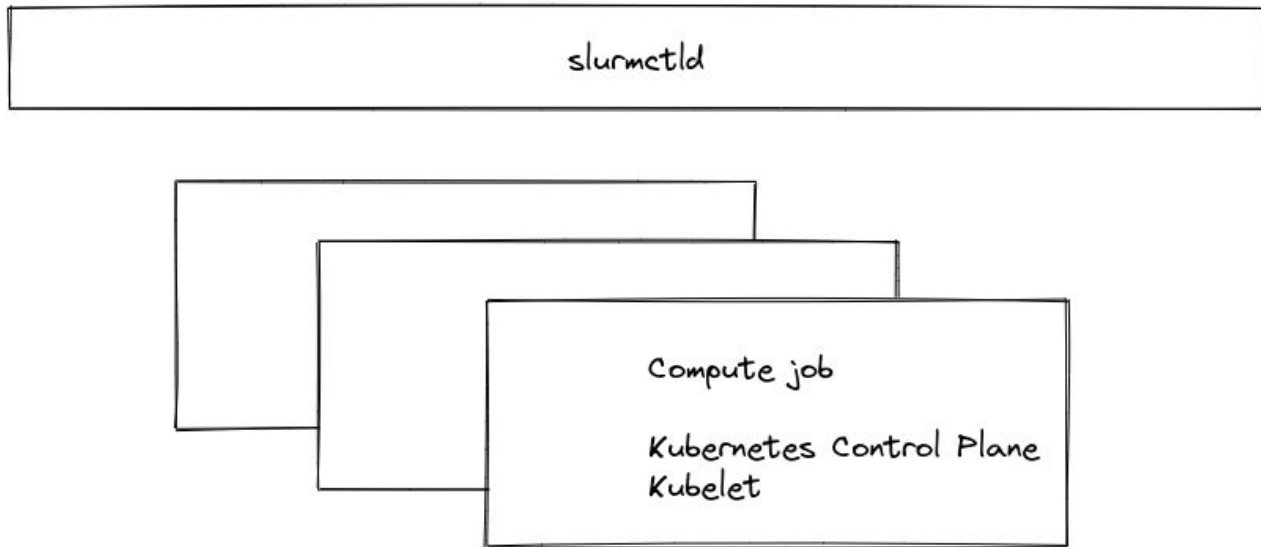 slurmctld
Compute job
Kubernetes Control Plane
Kubelet